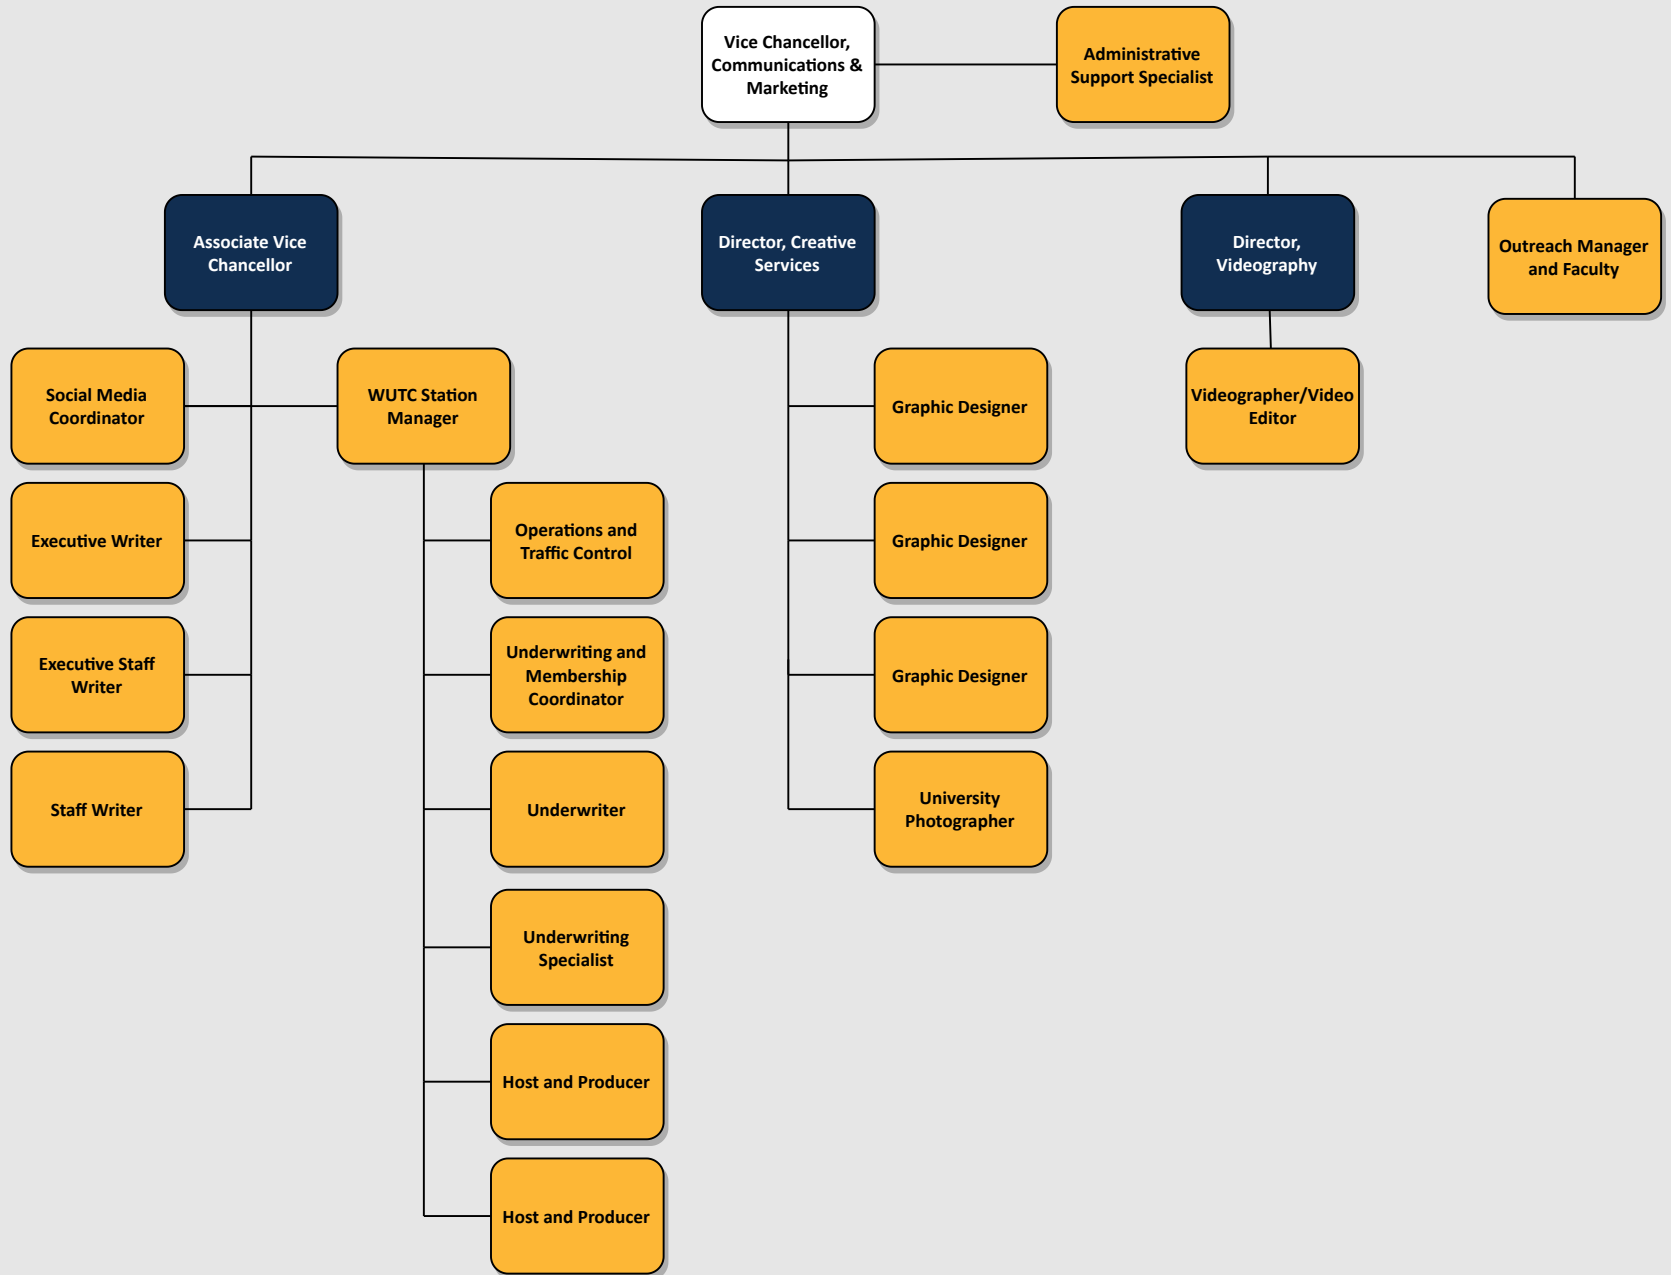 Vice Chancellor,
Communications &
Marketing
Administrative
Support Specialist
Associate Vice
Chancellor
Director, Creative
Services
Director,
Videography
Outreach Manager
and Faculty
Social Media
Coordinator
WUTC Station
Manager
Graphic Designer
Videographer/Video
Editor
Executive Writer
Operations and
Traffic Control
Graphic Designer
Executive Staff
Writer
Underwriting and
Membership
Coordinator
Graphic Designer
Staff Writer
Underwriter
University
Photographer
Underwriting
Specialist
Host and Producer
Host and Producer